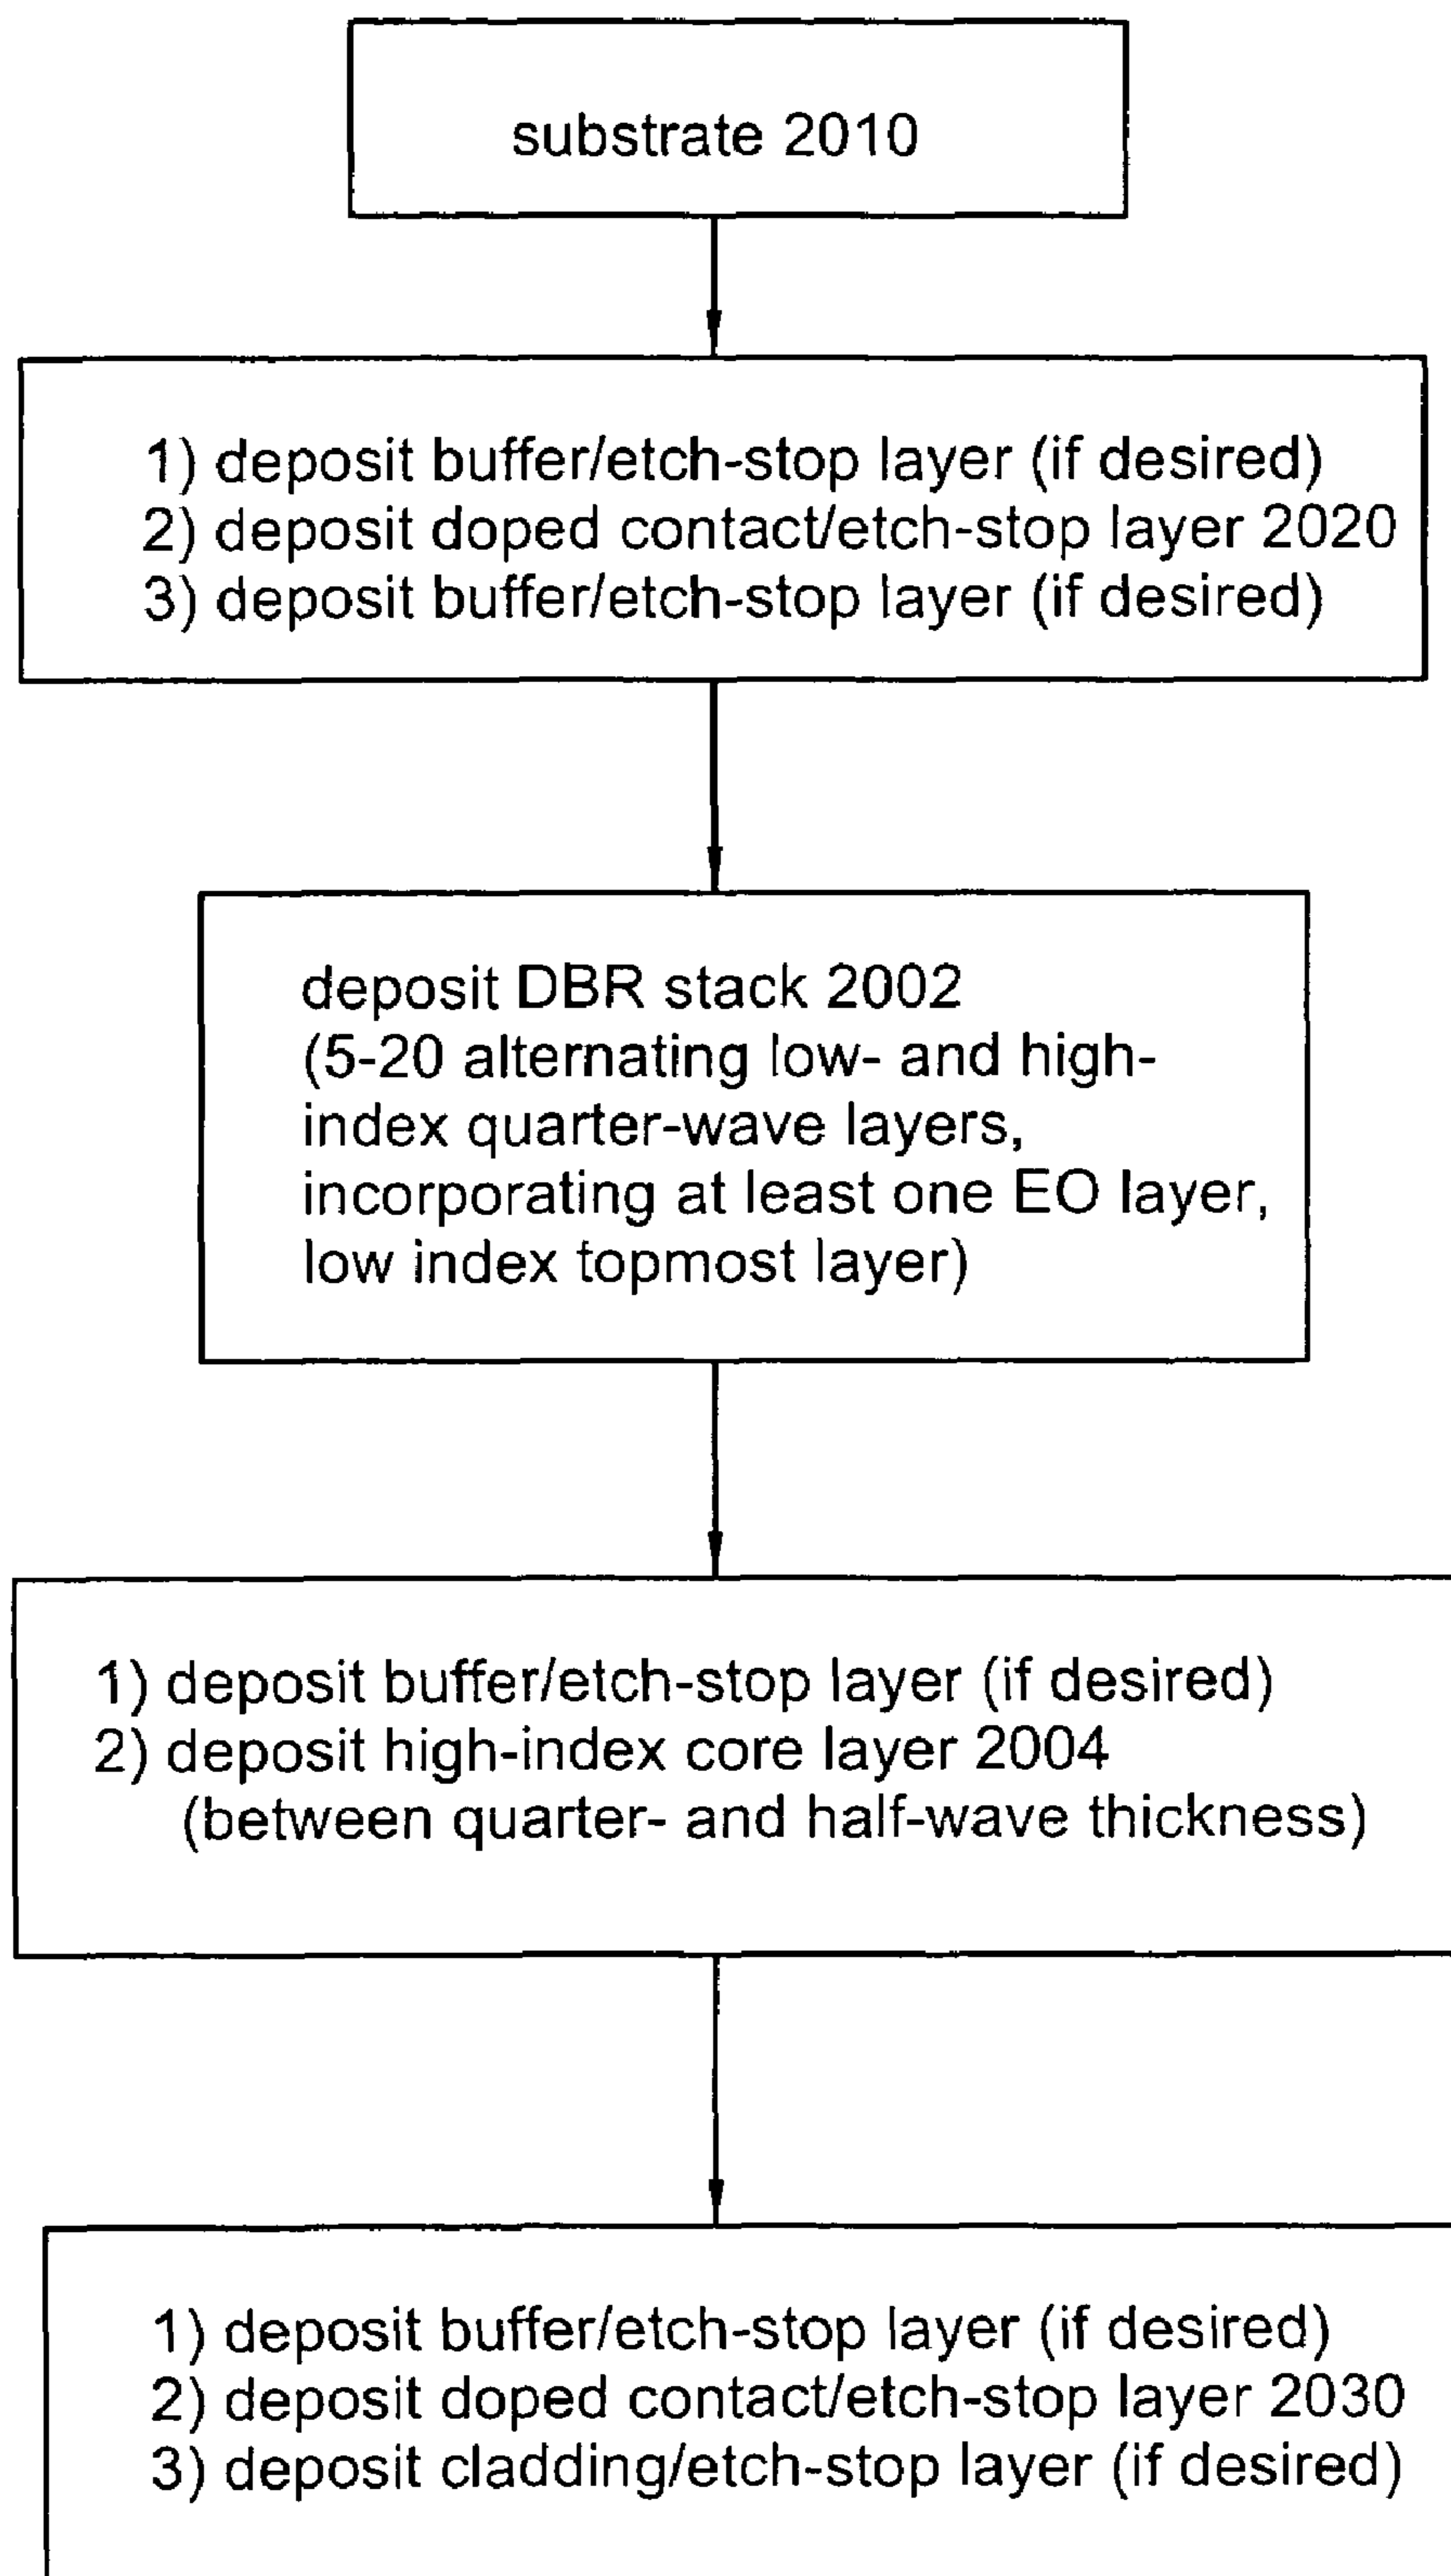 substrate 2010
1) deposit buffer/etch-stop layer (if desired)
2) deposit doped contact/etch-stop layer 2020
3) deposit buffer/etch-stop layer (if desired)
deposit DBR stack 2002
(5-20 alternating low- and high-
index quarter-wave layers,
incorporating at least one EO layer,
low index topmost layer)
1) deposit buffer/etch-stop layer (if desired)
2) deposit high-index core layer 2004
(between quarter- and half-wave thickness)
1) deposit buffer/etch-stop layer (if desired)
2) deposit doped contact/etch-stop layer 2030
3) deposit cladding/etch-stop layer (if desired)